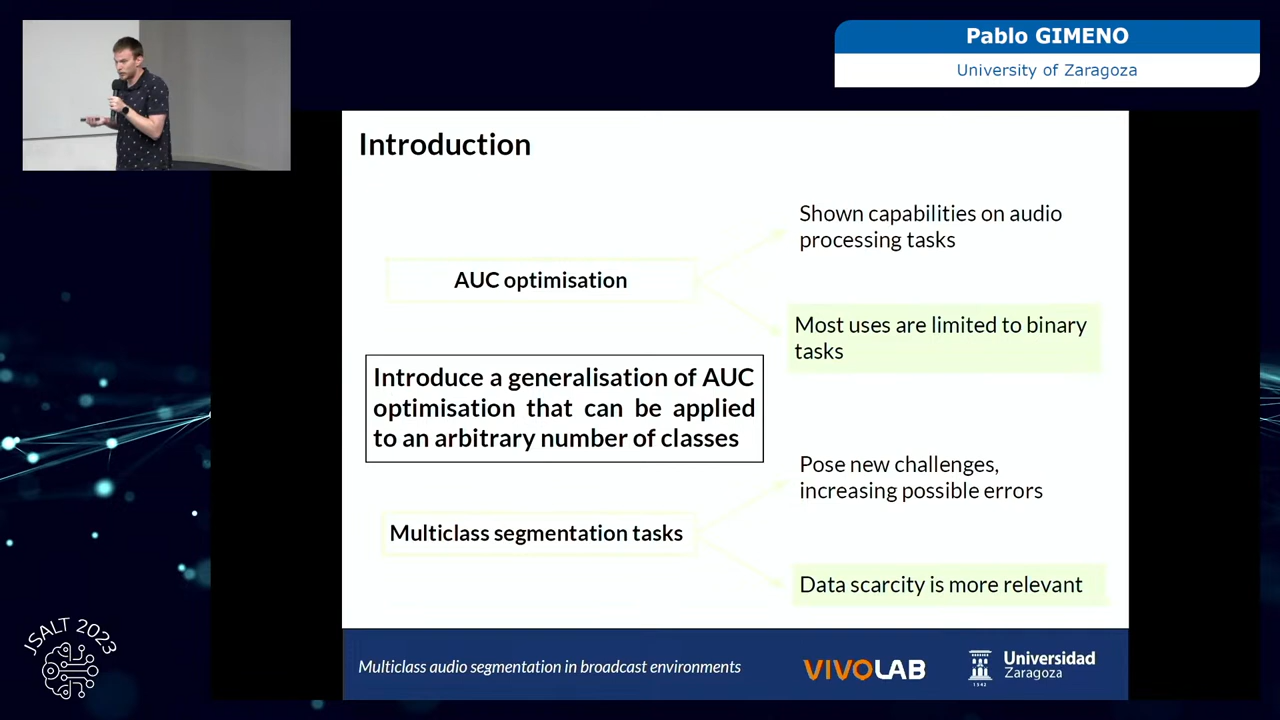 Pablo GIMENO
University of Zaragoza
Introduction
Shown capabilities on audio
processing tasks
AUC optimisation
Most uses are limited to binary
tasks
Introduce a generalisation of AUC
optimisation that can be applied
to an arbitrary number of classes
Pose new challenges,
increasing possible errors
Multiclass segmentation tasks
Data scarcity is more relevant
JSALT 2023
Multiclass audio segmentation in broadcast environments
VIVOLAB
1542
Universidad
Zaragoza